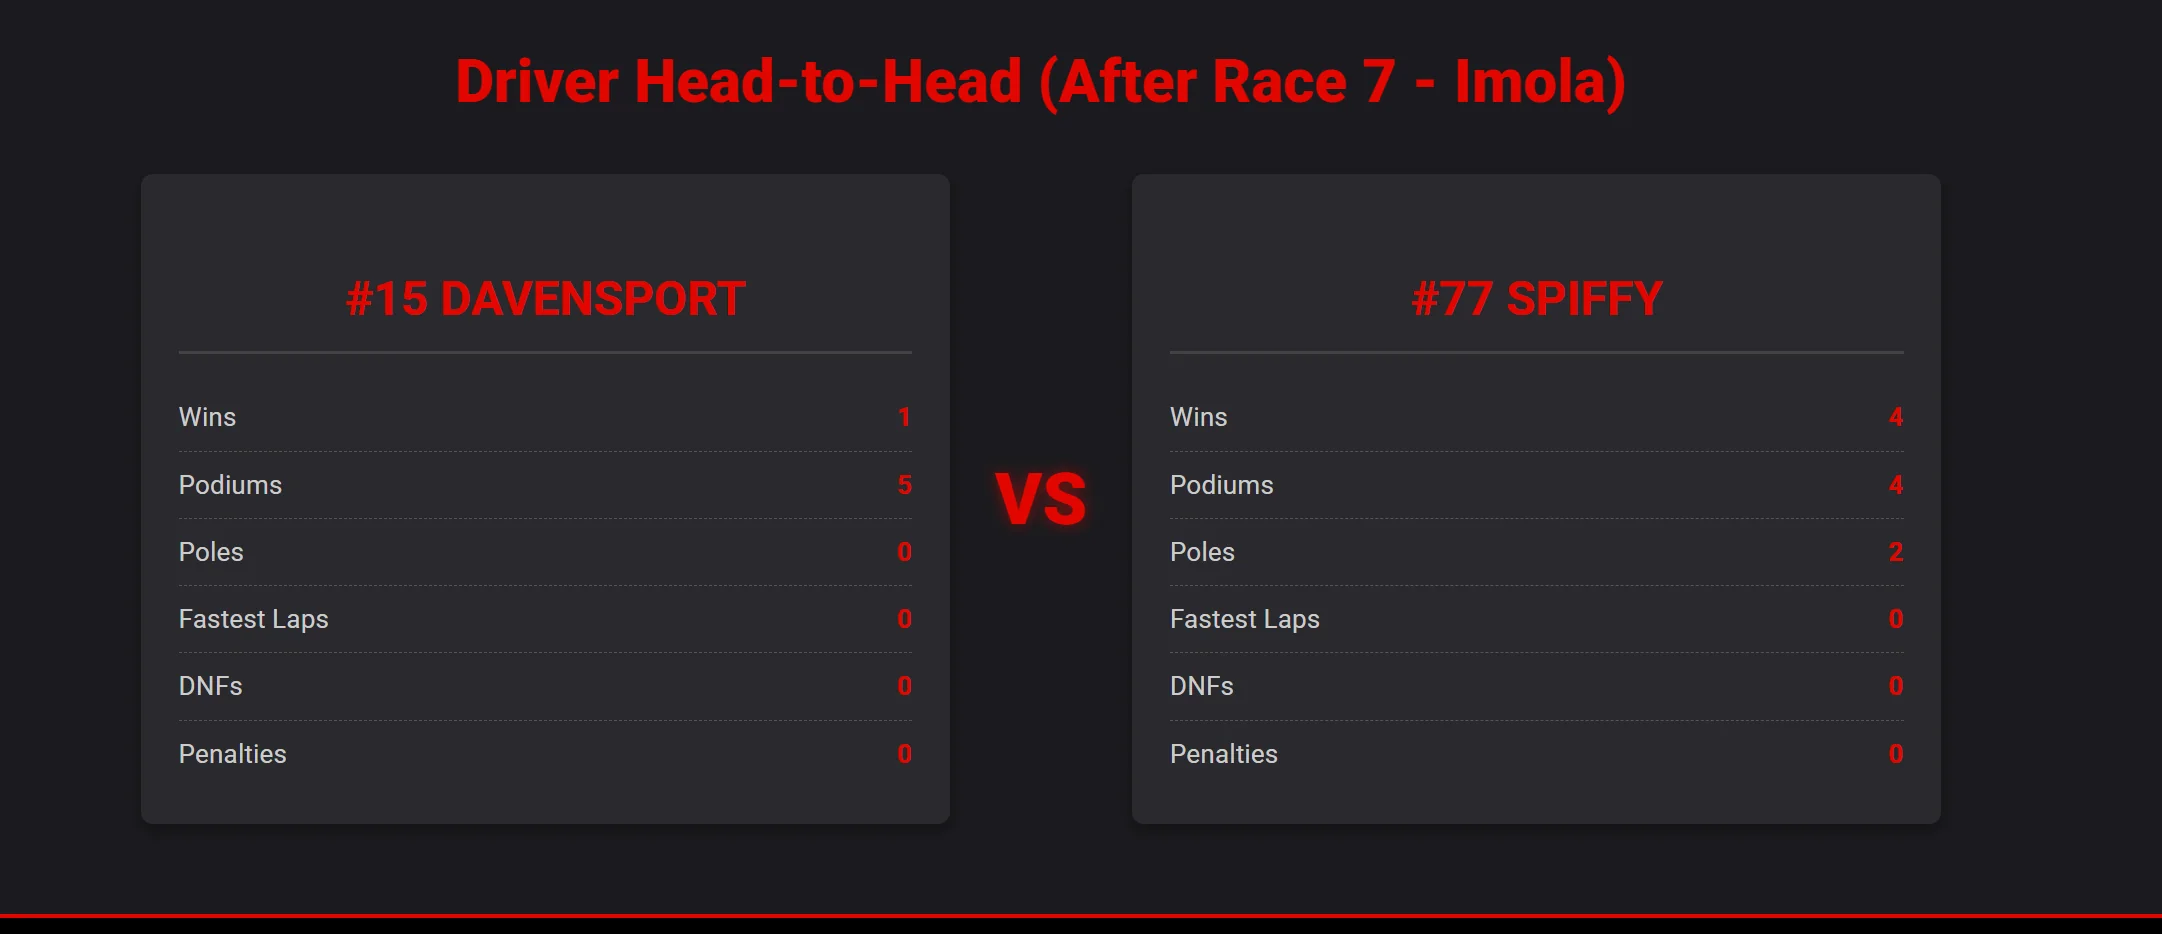 Driver Head-to-Head (After Race 7 - Imola)
#15 DAVENSPORT
Wins 1
Podiums 5
Poles 0
Fastest Laps 0
DNFs 0
Penalties 0
VS
#77 SPIFFY
Wins 4
Podiums 4
Poles 2
Fastest Laps 0
DNFs 0
Penalties 0